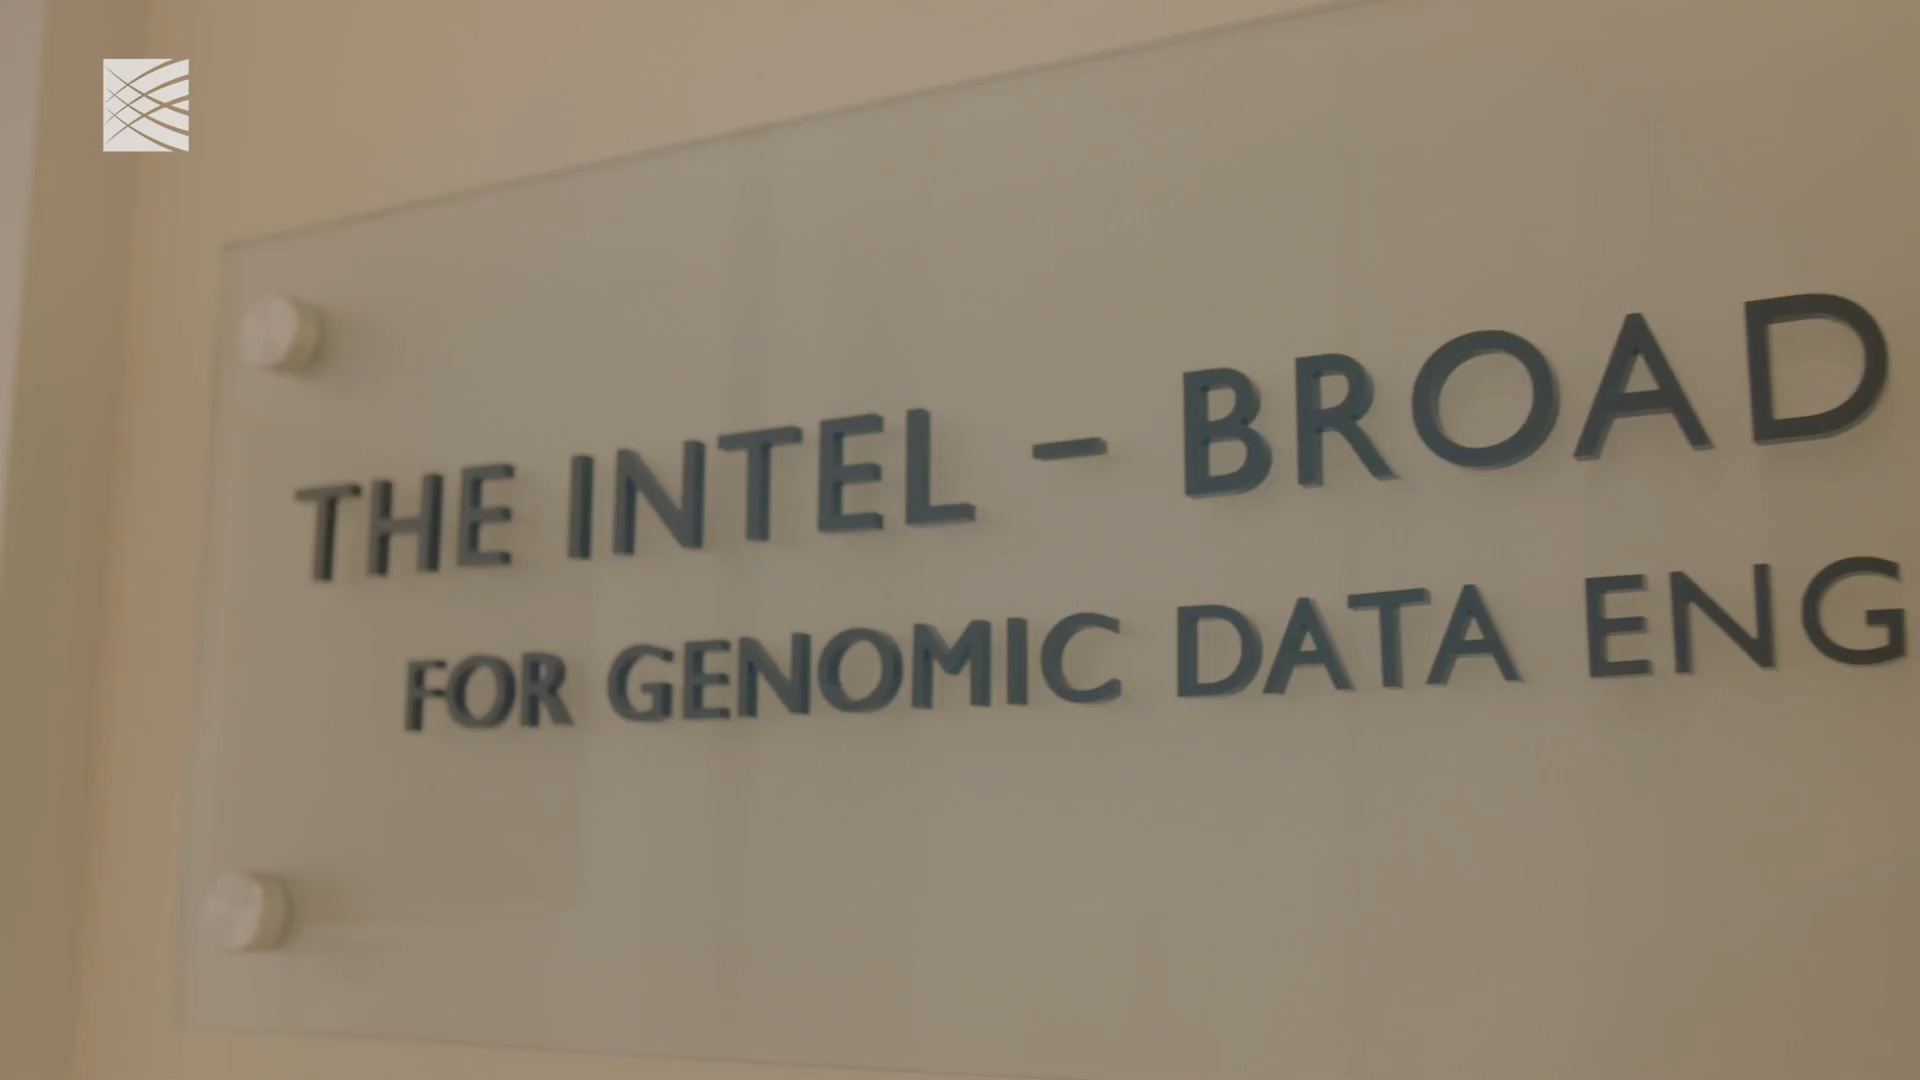 THE INTEL – BROAD
FOR GENOMIC DATA ENG